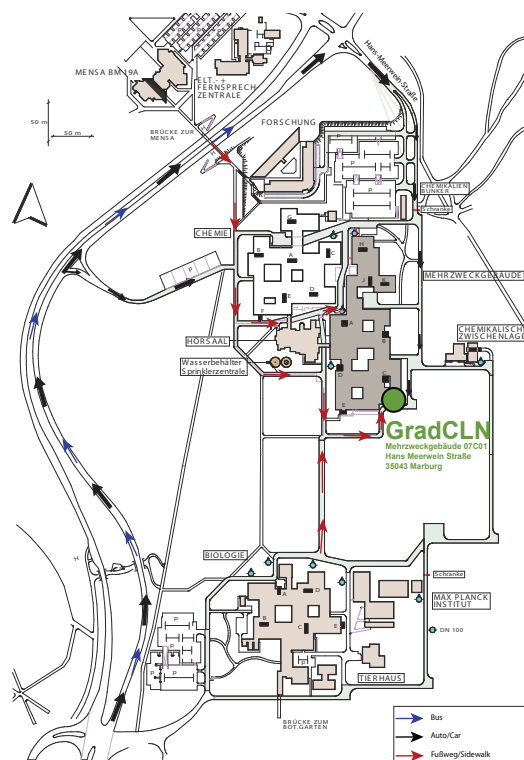 MENSA BM 19A
ELT.- +
FERNSPRECH
ZENTRALE
Hans-Meerwein-Straße
50 m
50 m
BRÜCKE ZUR
MENSA
FORSCHUNG
H
P
P
P
CHEMIKALIEN
BUNKER
Schranke
G
CHEMIE
H
B
A
C
J
K
MEHRZWECKGEBÄUDE
P
D
E
F
A
CHEMIKALISCHE
ZWISCHENLAGE
HÖRSAAL
B
Wasserbehälter
Sprinklerzentrale
D
C
E
GradCLN
Mehrzweckgebäude 07C01
Hans Meerwein Straße
35043 Marburg
H
BIOLOGIE
Schranke
A
D
MAX PLANCK
INSTITUT
B
C
E
DN 100
P
TIERHAUS
BRÜCKE ZUM
BOT.GARTEN
Bus
Auto/Car
Fußweg/Sidewalk